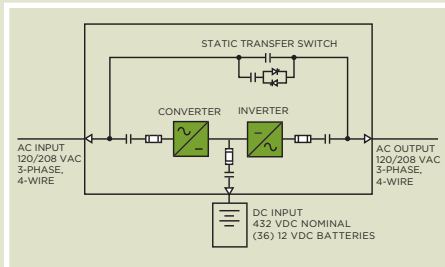 STATIC TRANSFER SWITCH
CONVERTER
INVERTER
AC INPUT
120/208 VAC
3-PHASE,
4-WIRE
AC OUTPUT
120/208 VAC
3-PHASE,
4-WIRE
DC INPUT
432 VDC NOMINAL
(36) 12 VDC BATTERIES